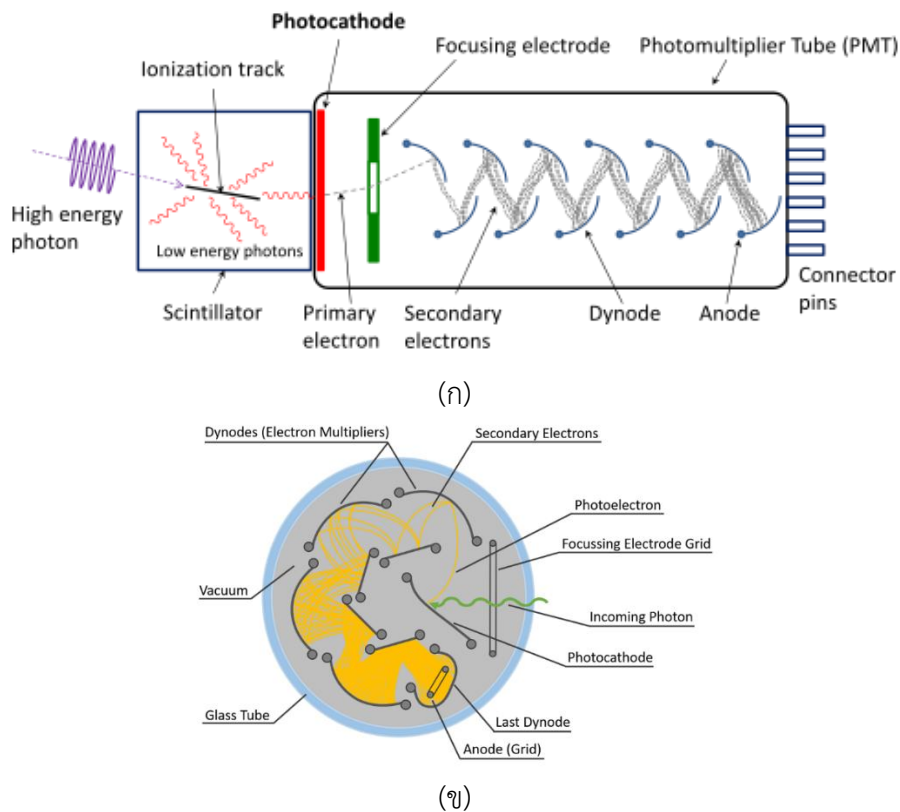 Photocathode
Focusing electrode
Photomultiplier Tube (PMT)
Ionization track
High energy
photon
Low energy photons
Scintillator
Primary
electron
Secondary
electrons
Dynode
Anode
Connector
pins
(ก)
Dynodes (Electron Multipliers)
Secondary Electrons
Photoelectron
Focussing Electrode Grid
Vacuum
Incoming Photon
Photocathode
Glass Tube
Last Dynode
Anode (Grid)
(ข)